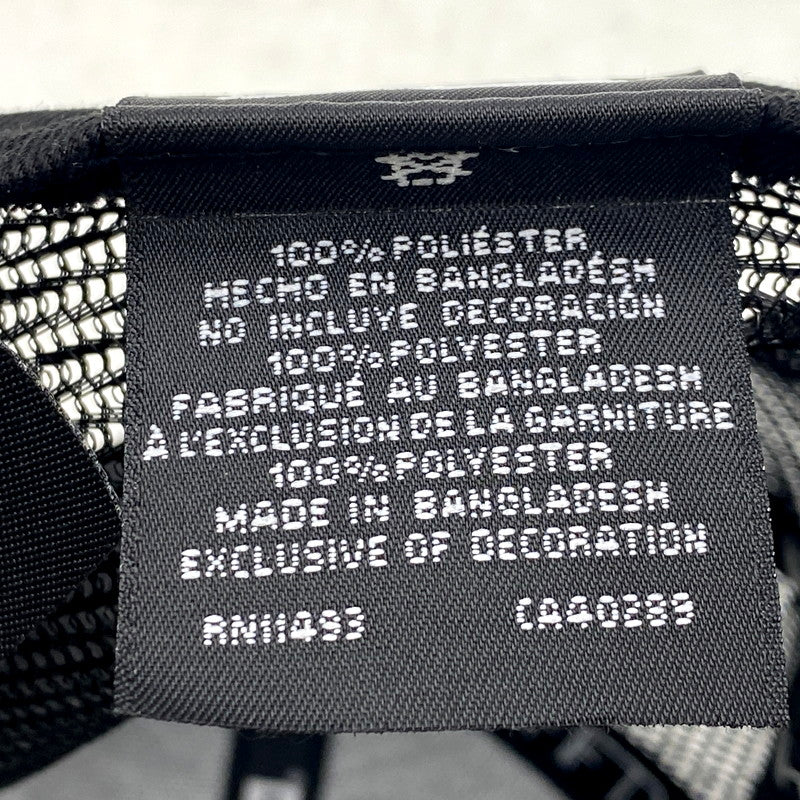 100% POLIÉSTER
HECHO EN BANGLADÉSH
NO INCLUYE DECORACIÓN
100% POLYESTER
FABRIQUÉ AU BANGLADESH
À L'EXCLUSION DE LA GARNITURE
100% POLYESTER
MADE IN BANGLADESH
EXCLUSIVE OF DECORATION
RN11493 CA40299